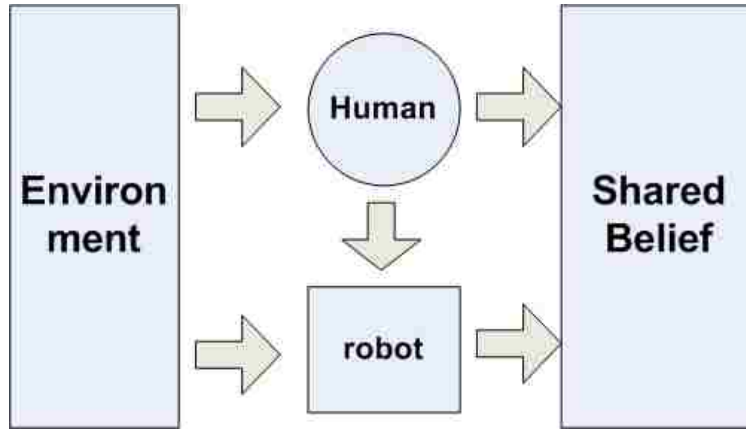 Environ
ment
Human
robot
Shared
Belief